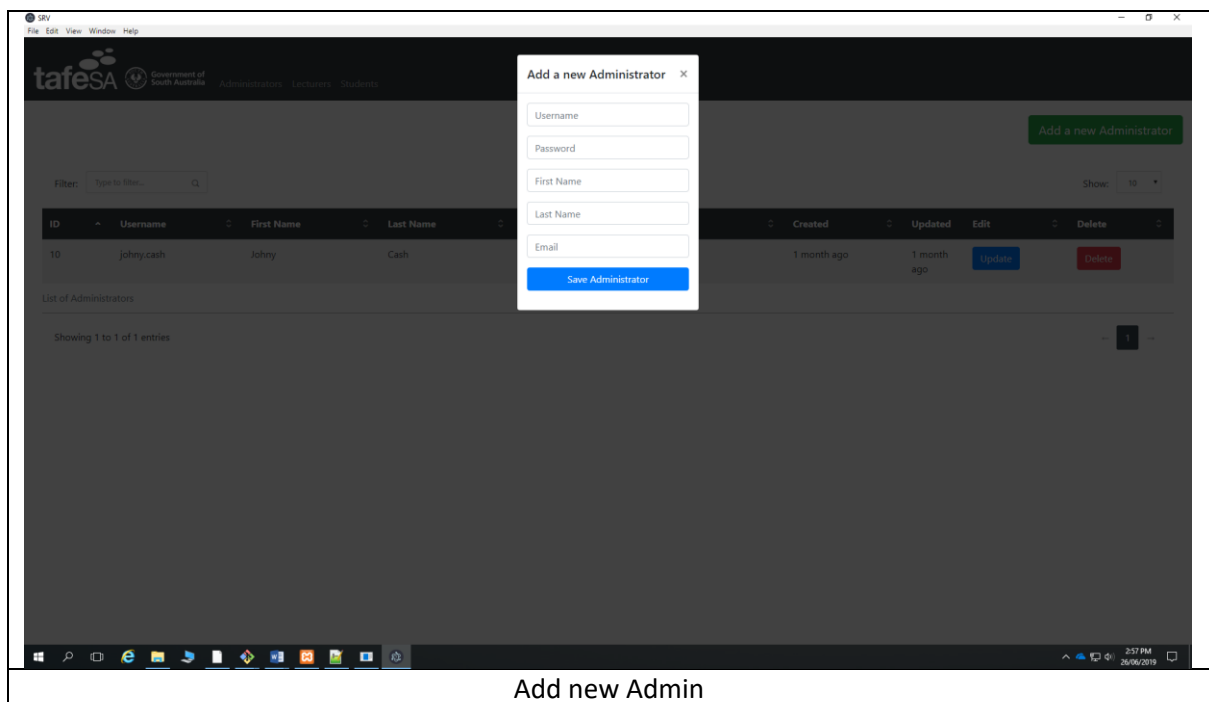 SRV
File Edit View Window Help
tafeSA Government of South Australia Administrators Lecturers Students
Add a new Administrator ×
Username
Password
First Name
Last Name
Email
Save Administrator
Add a new Administrator
Filter: Type to filter... Show: 10
ID Username First Name Last Name Created Updated Edit Delete
10 johny.cash Johny Cash 1 month ago 1 month ago Update Delete
List of Administrators
Showing 1 to 1 of 1 entries ← 1 →
2:57 PM
26/06/2019
Add new Admin